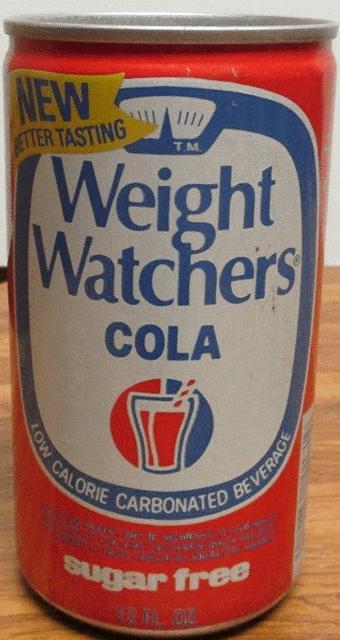 NEW
BETTER TASTING
T.M.
Weight
Watchers®
COLA
LOW CALORIE CARBONATED BEVERAGE
sugar free
12 FL. OZ